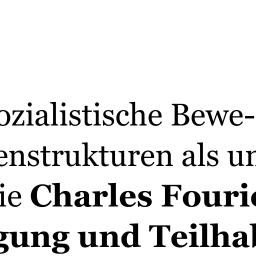 ozialistische Bewe-
enstrukturen als un
ie Charles Fourie
gung und Teilhab